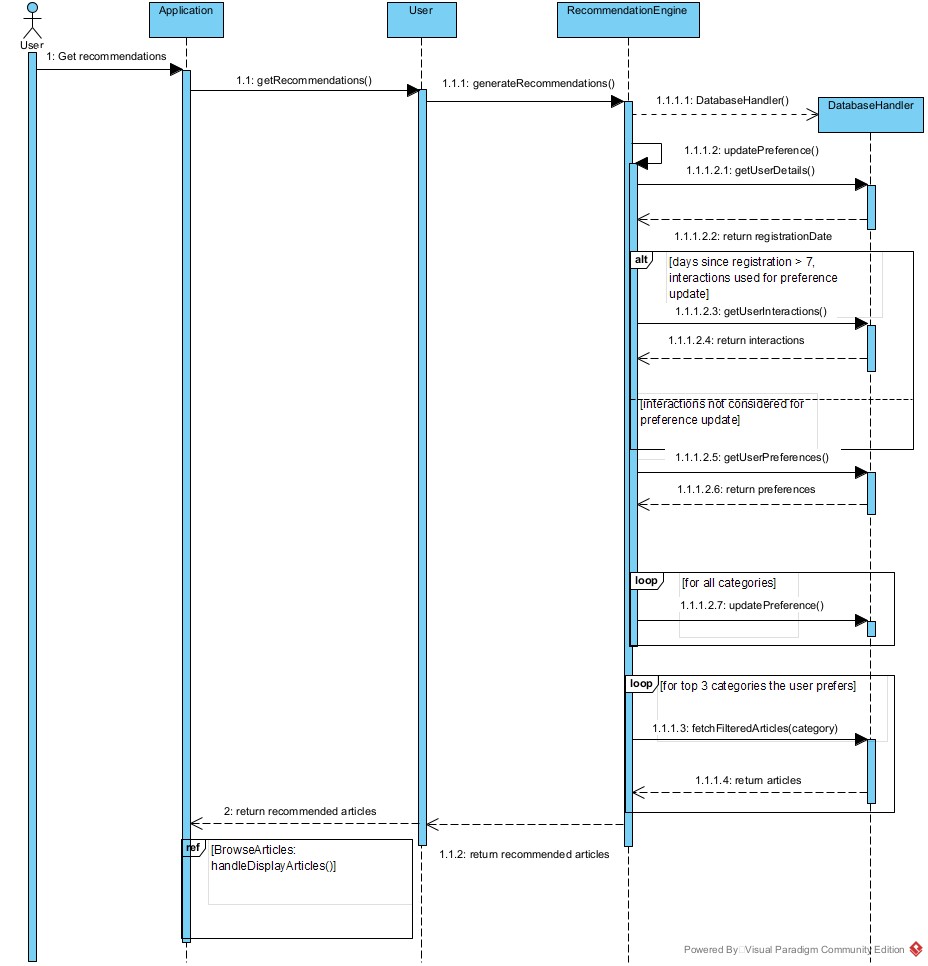 Application
User
RecommendationEngine
User
1: Get recommendations
1.1: getRecommendations()
1.1.1: generateRecommendations()
1.1.1.1: DatabaseHandler()
DatabaseHandler
1.1.1.2: updatePreference()
1.1.1.2.1: getUserDetails()
1.1.1.2.2: return registrationDate
alt
[days since registration > 7,
interactions used for preference
update]
1.1.1.2.3: getUserInteractions()
1.1.1.2.4: return interactions
[interactions not considered for
preference update]
1.1.1.2.5: getUserPreferences()
1.1.1.2.6: return preferences
loop
[for all categories]
1.1.1.2.7: updatePreference()
loop
[for top 3 categories the user prefers]
1.1.1.3: fetchFilteredArticles(category)
1.1.1.4: return articles
2: return recommended articles
1.1.2: return recommended articles
ref
[BrowseArticles:
handleDisplayArticles()]
Powered By Visual Paradigm Community Edition